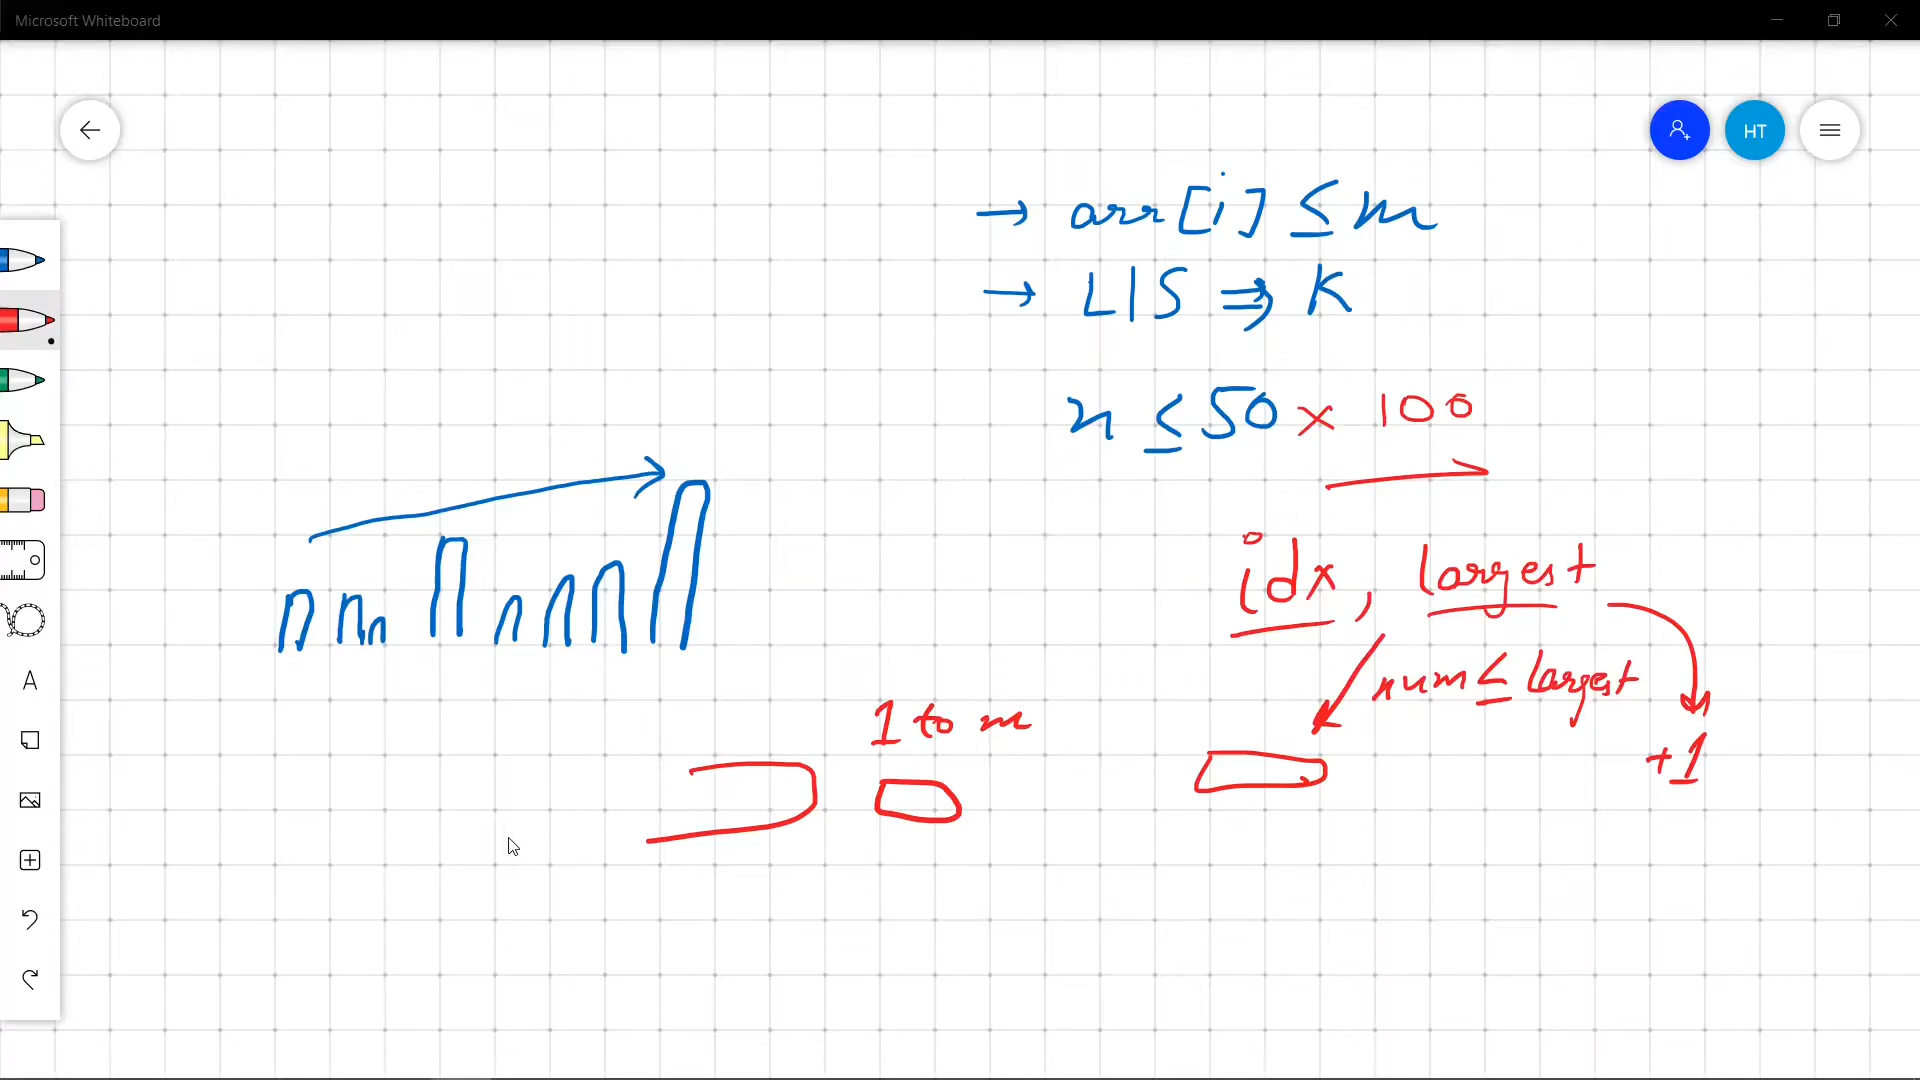 Microsoft Whiteboard
HT
→ arr[i] ≤ m
→ LIS ⇒ K
n ≤ 50 × 100
idx, largest
num ≤ largest
1 to m
+1
A